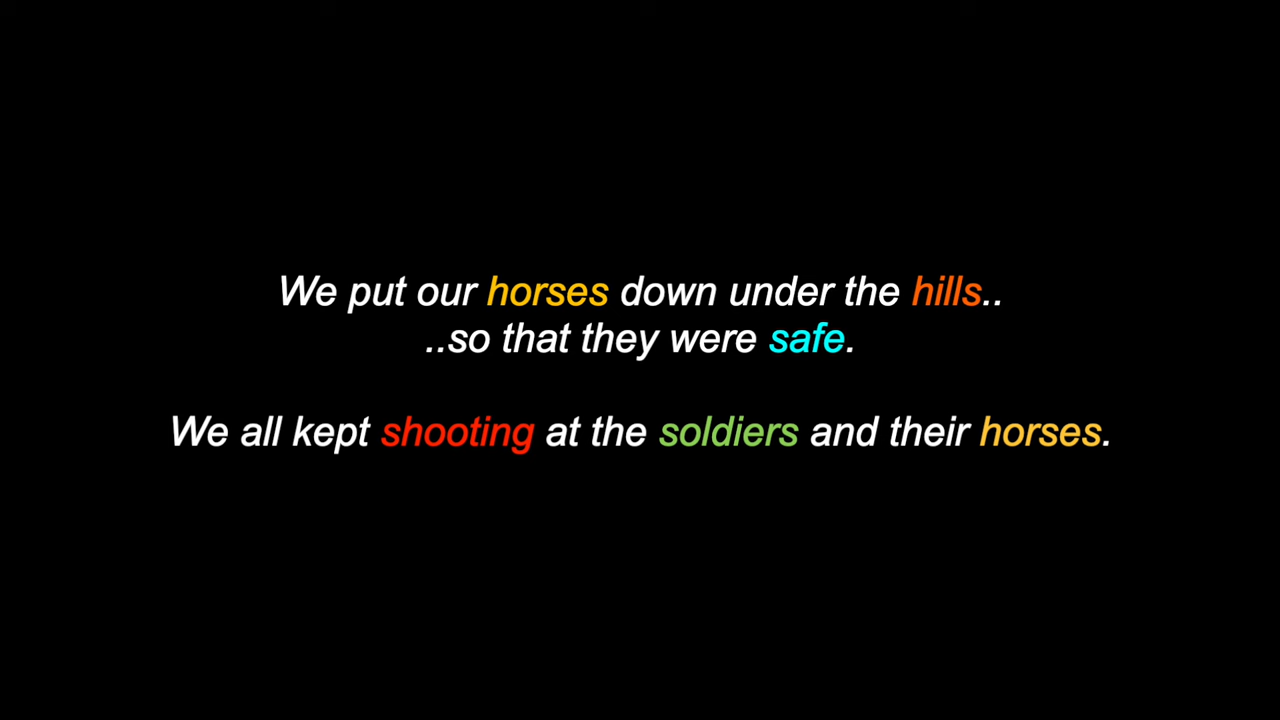 We put our horses down under the hills..
..so that they were safe.
We all kept shooting at the soldiers and their horses.